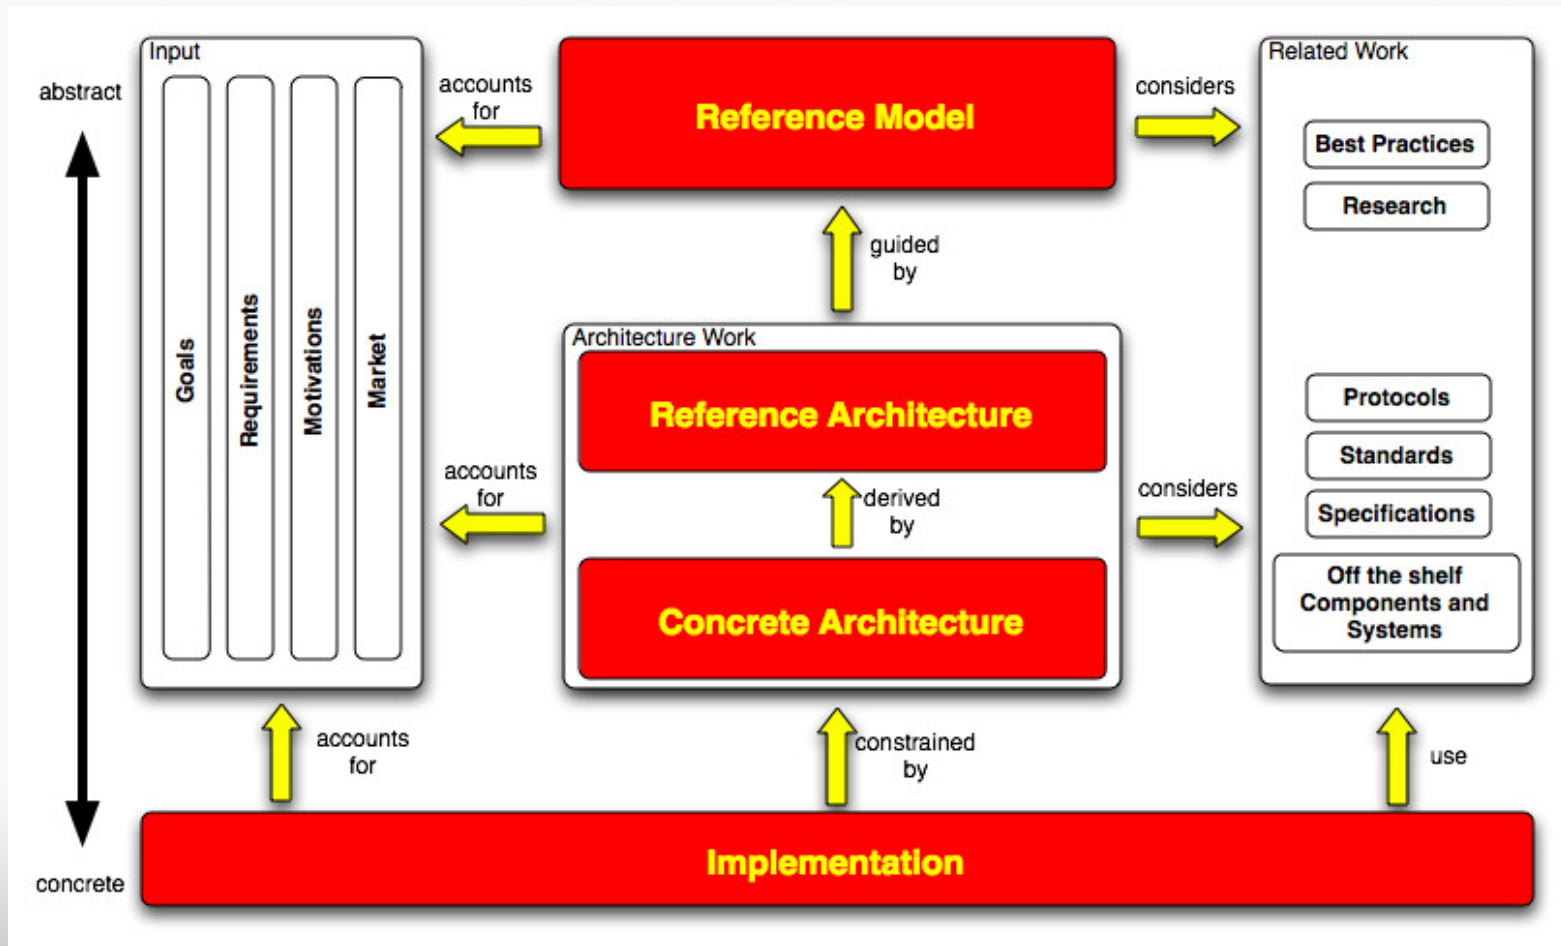 abstract
concrete
Input
Goals
Requirements
Motivations
Market
accounts
for
Reference Model
considers
Related Work
Best Practices
Research
guided
by
Architecture Work
Reference Architecture
accounts
for
derived
by
considers
Concrete Architecture
Protocols
Standards
Specifications
Off the shelf
Components and
Systems
accounts
for
constrained
by
use
Implementation